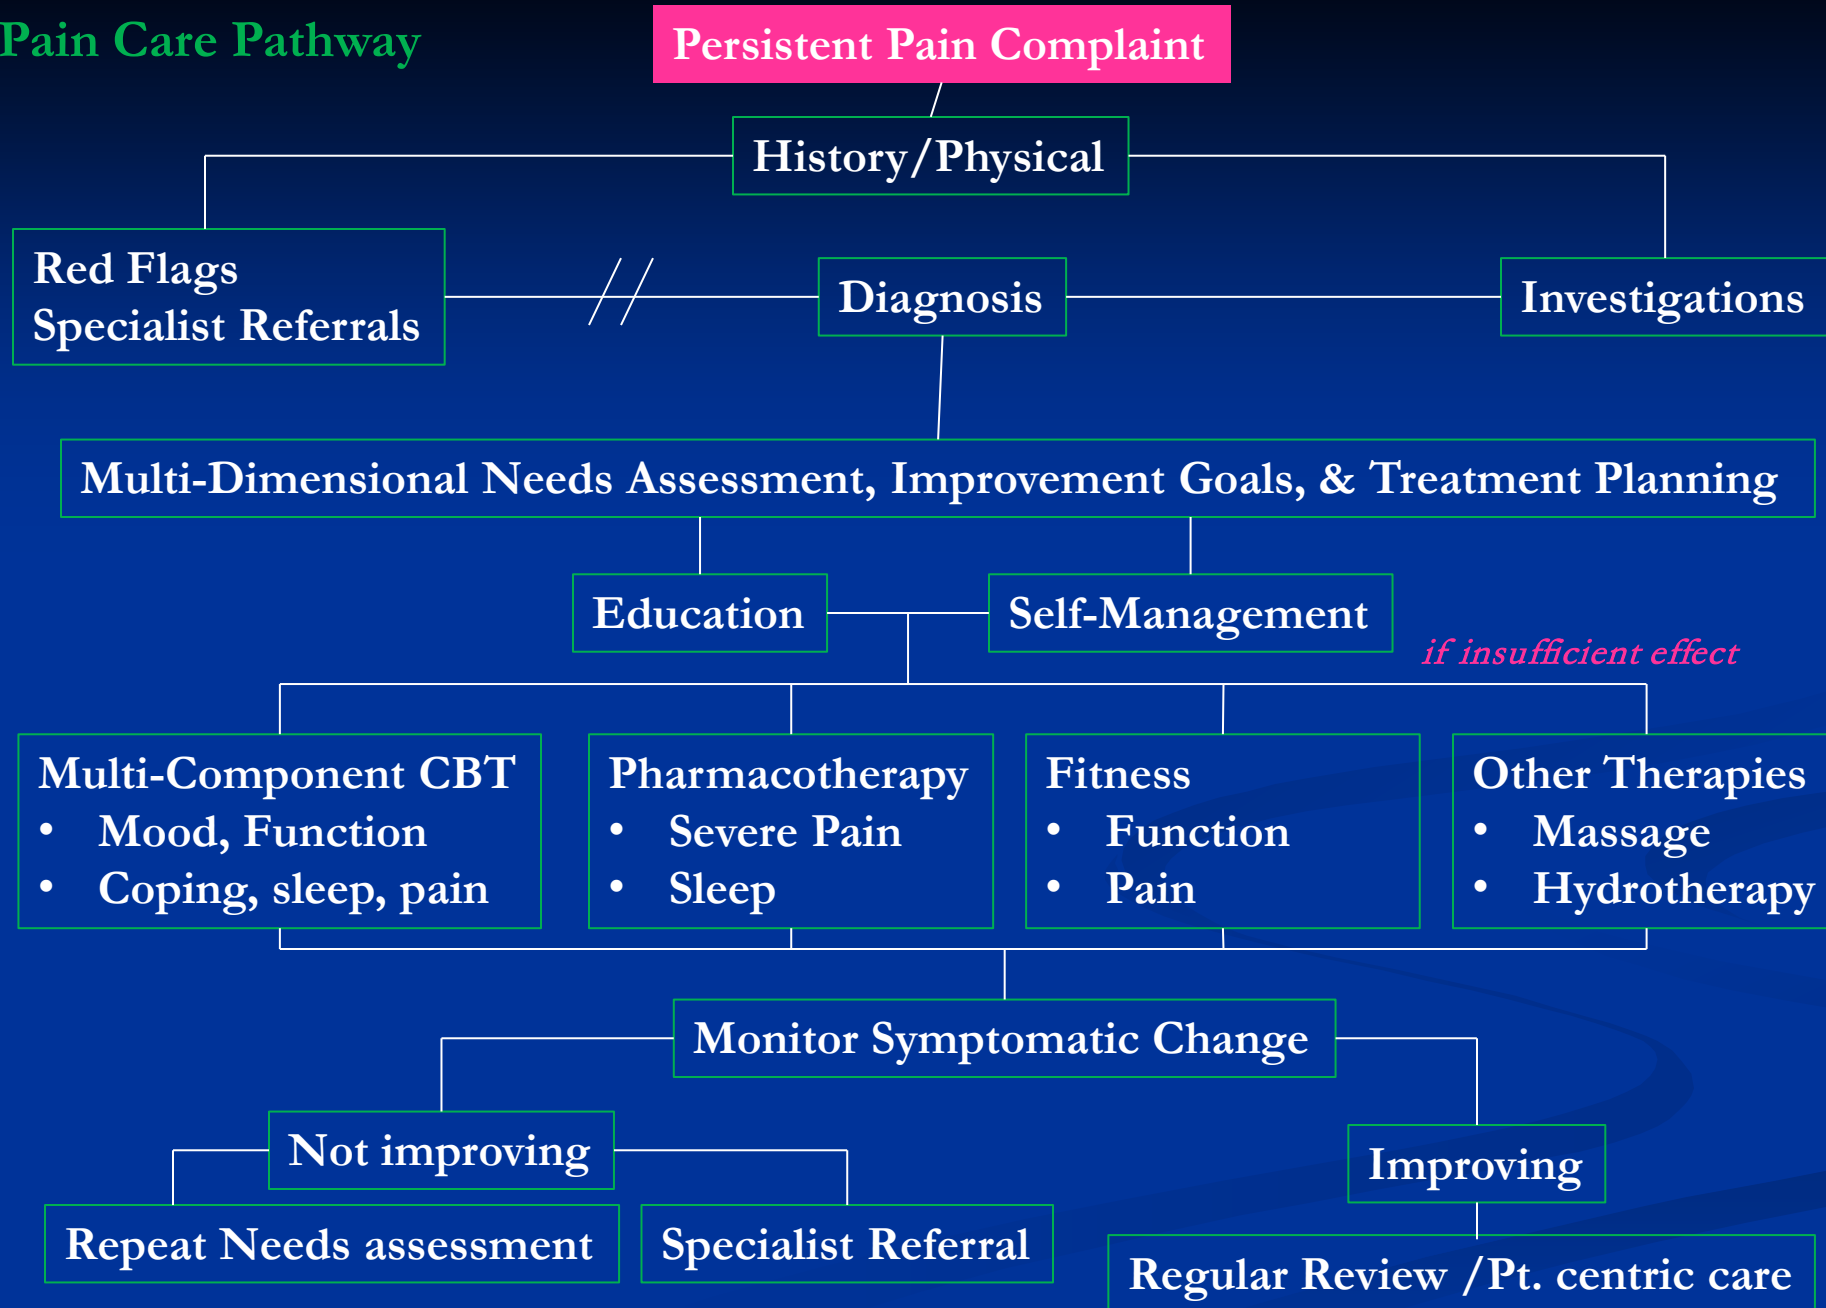 Pain Care Pathway
Persistent Pain Complaint
History/Physical
Red Flags
Specialist Referrals
Diagnosis
Investigations
Multi-Dimensional Needs Assessment, Improvement Goals, & Treatment Planning
Education
Self-Management
if insufficient effect
Multi-Component CBT
• Mood, Function
• Coping, sleep, pain
Pharmacotherapy
• Severe Pain
• Sleep
Fitness
• Function
• Pain
Other Therapies
• Massage
• Hydrotherapy
Monitor Symptomatic Change
Not improving
Improving
Repeat Needs assessment
Specialist Referral
Regular Review /Pt. centric care